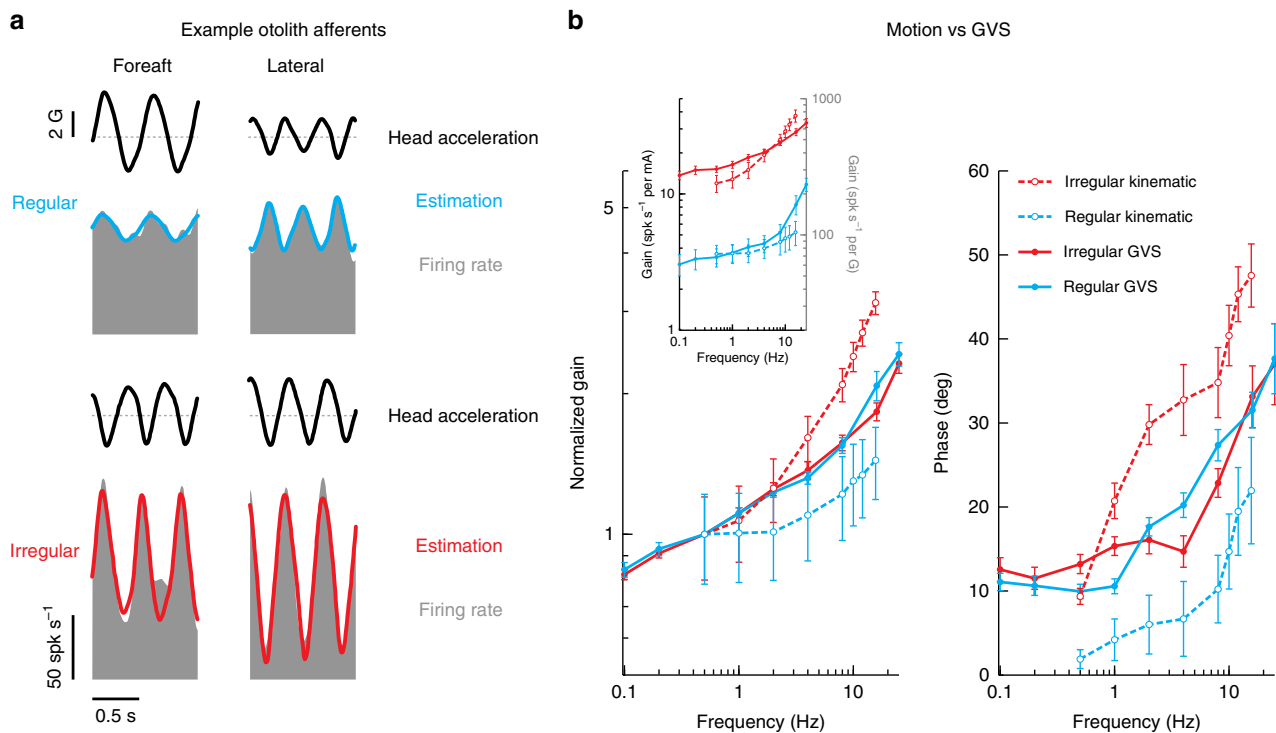 a
Example otolith afferents
Foreaft
Lateral
2 G
Head acceleration
Regular
Estimation
Firing rate
Head acceleration
Irregular
Estimation
Firing rate
50 spk s⁻¹
0.5 s
b
Motion vs GVS
Normalized gain
5
1
0.1
1
10
Frequency (Hz)
Gain (spk s⁻¹ per mA)
10
1
1000
100
Gain (spk s⁻¹ per G)
0.1
1
10
Frequency (Hz)
Phase (deg)
60
50
40
30
20
10
0
0.1
1
10
Frequency (Hz)
Irregular kinematic
Regular kinematic
Irregular GVS
Regular GVS